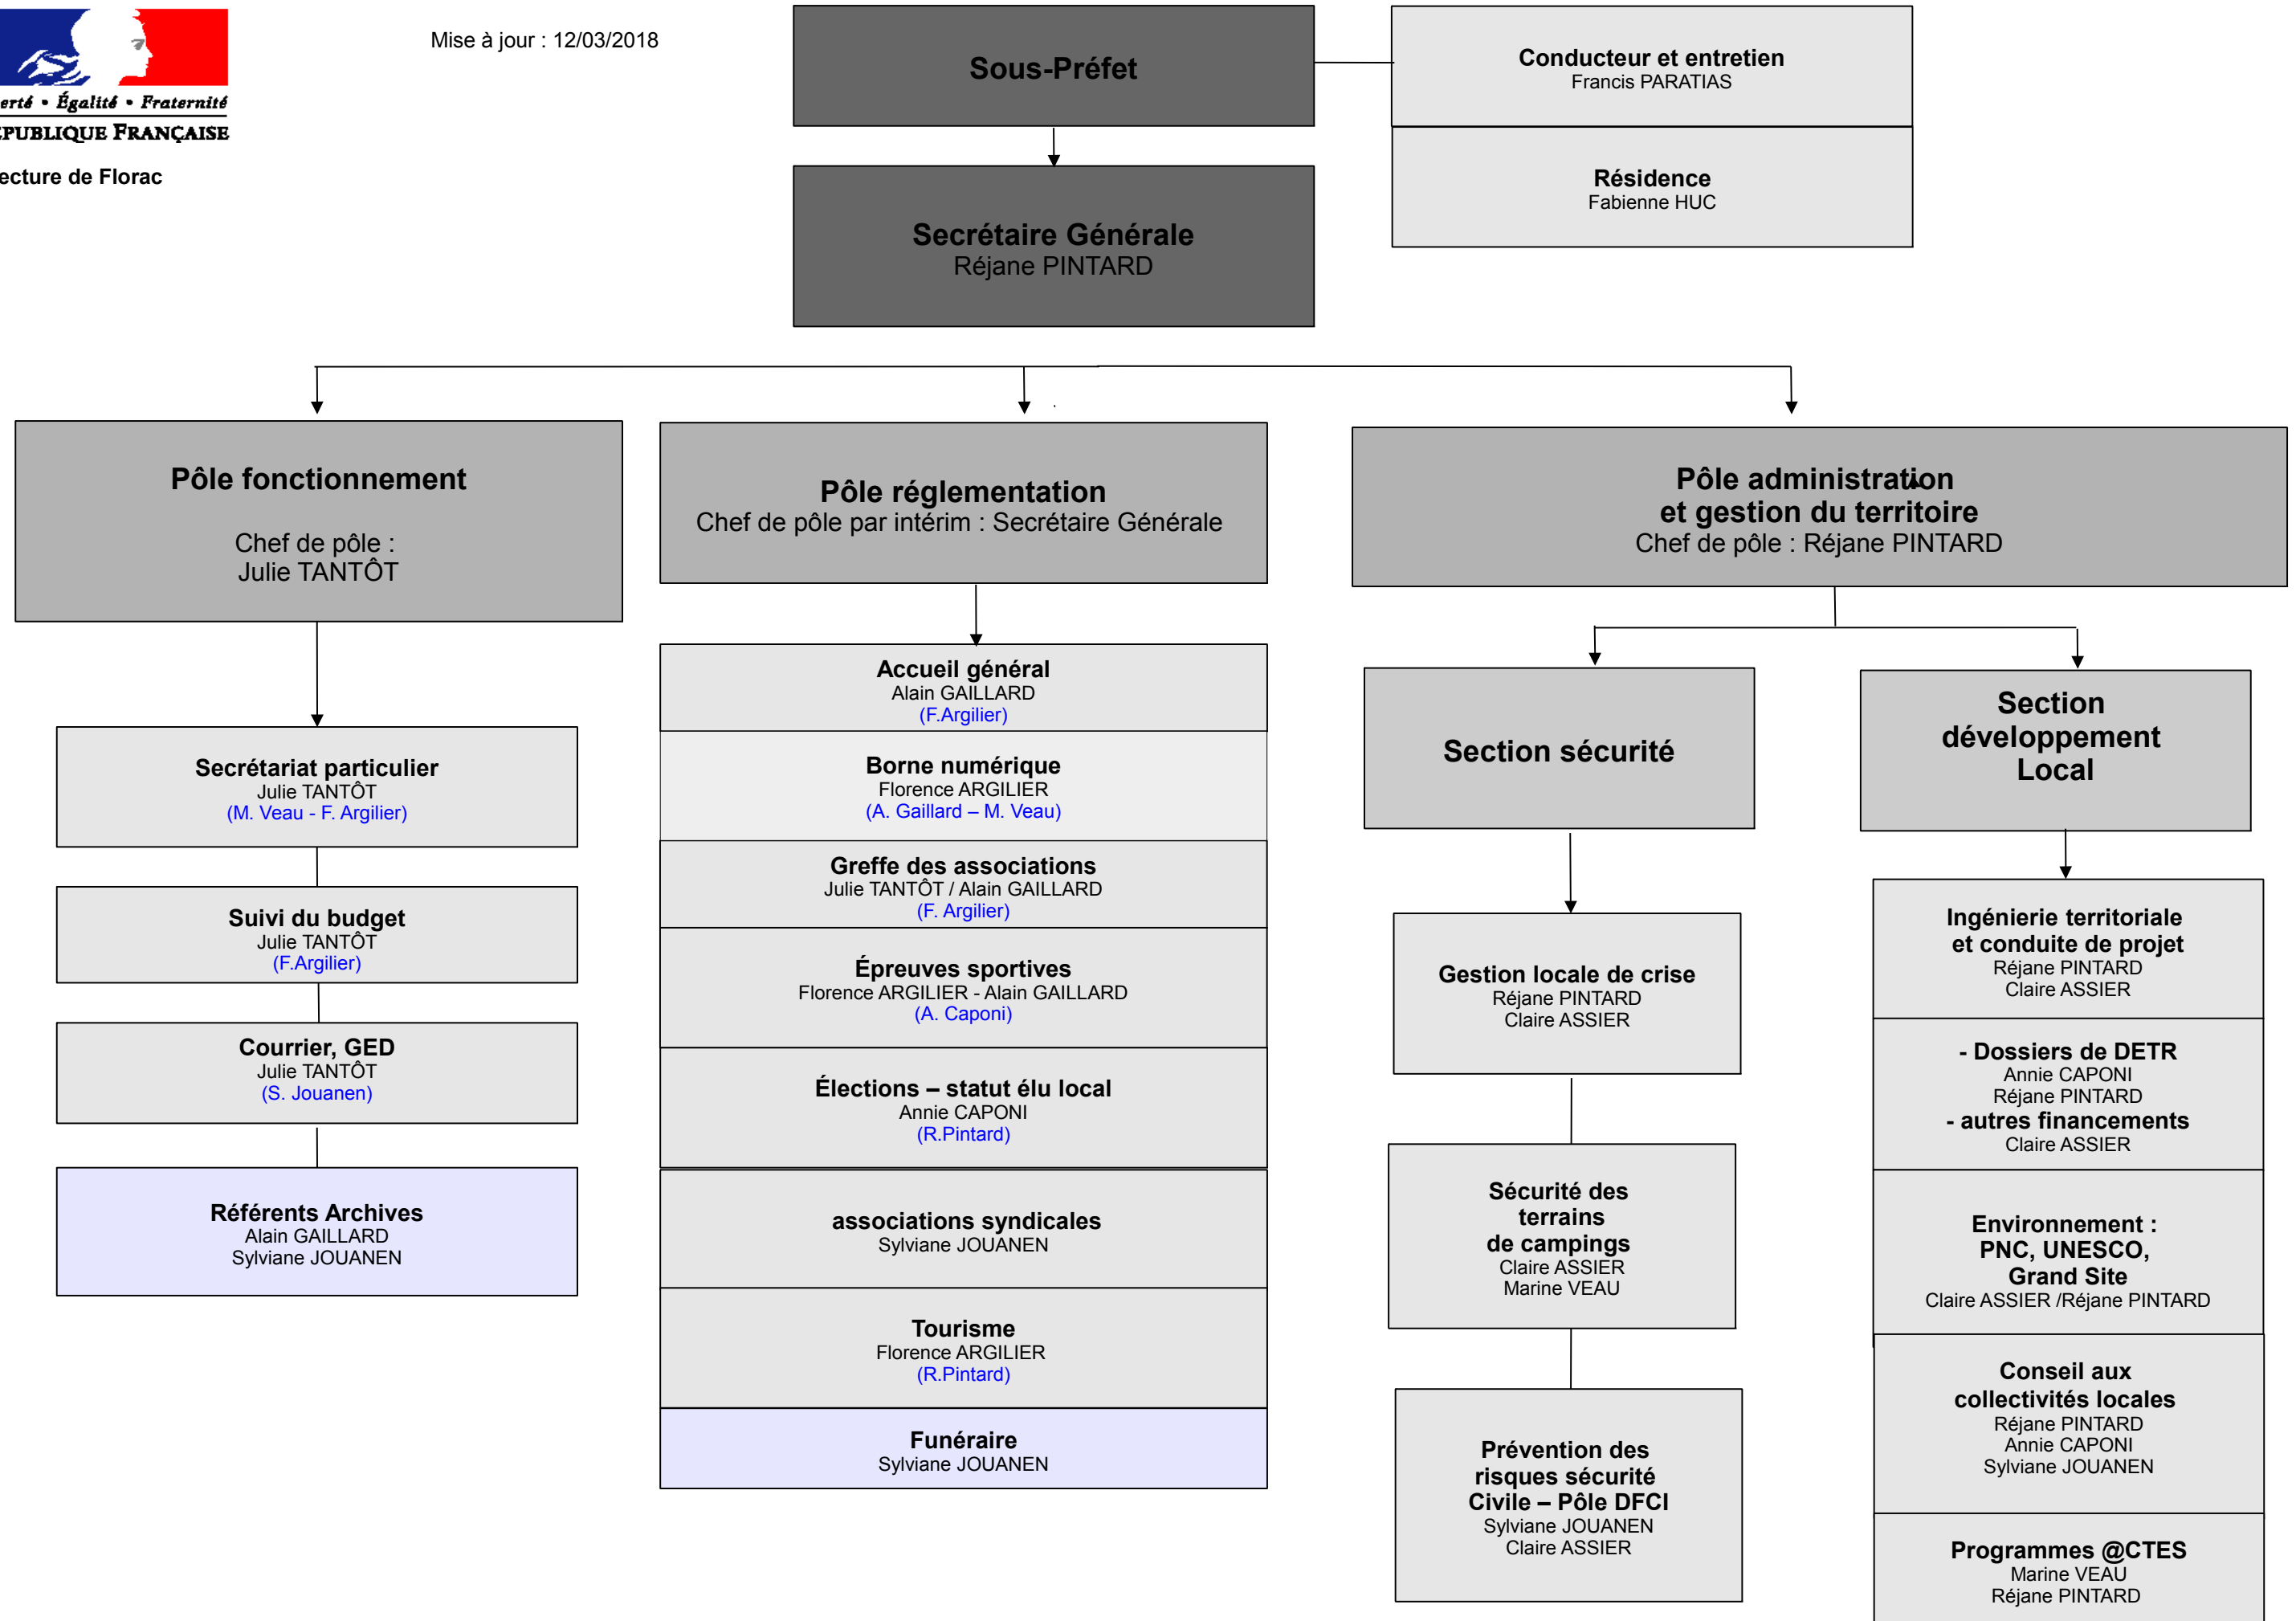 erté • Égalité • Fraternité
ÉPUBLIQUE FRANÇAISE
ecture de Florac
Mise à jour : 12/03/2018
Sous-Préfet
Conducteur et entretien
Francis PARATIAS
Résidence
Fabienne HUC
Secrétaire Générale
Réjane PINTARD
Pôle fonctionnement
Chef de pôle :
Julie TANTÔT
Secrétariat particulier
Julie TANTÔT
(M. Veau - F. Argilier)
Suivi du budget
Julie TANTÔT
(F.Argilier)
Courrier, GED
Julie TANTÔT
(S. Jouanen)
Référents Archives
Alain GAILLARD
Sylviane JOUANEN
Pôle réglementation
Chef de pôle par intérim : Secrétaire Générale
Accueil général
Alain GAILLARD
(F.Argilier)
Borne numérique
Florence ARGILIER
(A. Gaillard – M. Veau)
Greffe des associations
Julie TANTÔT / Alain GAILLARD
(F. Argilier)
Épreuves sportives
Florence ARGILIER - Alain GAILLARD
(A. Caponi)
Élections – statut élu local
Annie CAPONI
(R.Pintard)
associations syndicales
Sylviane JOUANEN
Tourisme
Florence ARGILIER
(R.Pintard)
Funéraire
Sylviane JOUANEN
Pôle administration
et gestion du territoire
Chef de pôle : Réjane PINTARD
Section sécurité
Gestion locale de crise
Réjane PINTARD
Claire ASSIER
Sécurité des
terrains
de campings
Claire ASSIER
Marine VEAU
Prévention des
risques sécurité
Civile – Pôle DFCI
Sylviane JOUANEN
Claire ASSIER
Section
développement
Local
Ingénierie territoriale
et conduite de projet
Réjane PINTARD
Claire ASSIER
- Dossiers de DETR
Annie CAPONI
Réjane PINTARD
- autres financements
Claire ASSIER
Environnement :
PNC, UNESCO,
Grand Site
Claire ASSIER /Réjane PINTARD
Conseil aux
collectivités locales
Réjane PINTARD
Annie CAPONI
Sylviane JOUANEN
Programmes @CTES
Marine VEAU
Réjane PINTARD